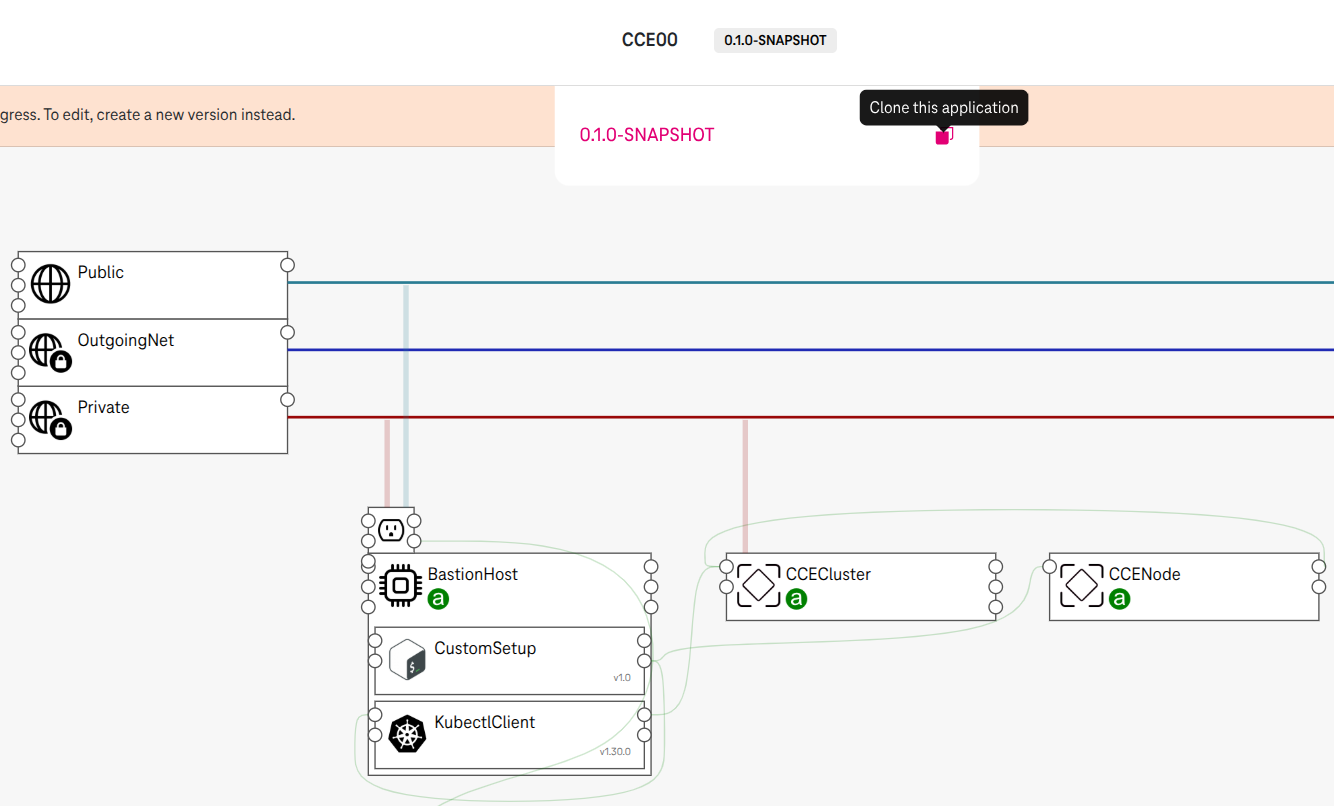 CCE00
0.1.0-SNAPSHOT
gress. To edit, create a new version instead.
Clone this application
0.1.0-SNAPSHOT
Public
OutgoingNet
Private
BastionHost
a
CCECluster
a
CCENode
a
CustomSetup
$
v1.0
KubectlClient
v1.30.0